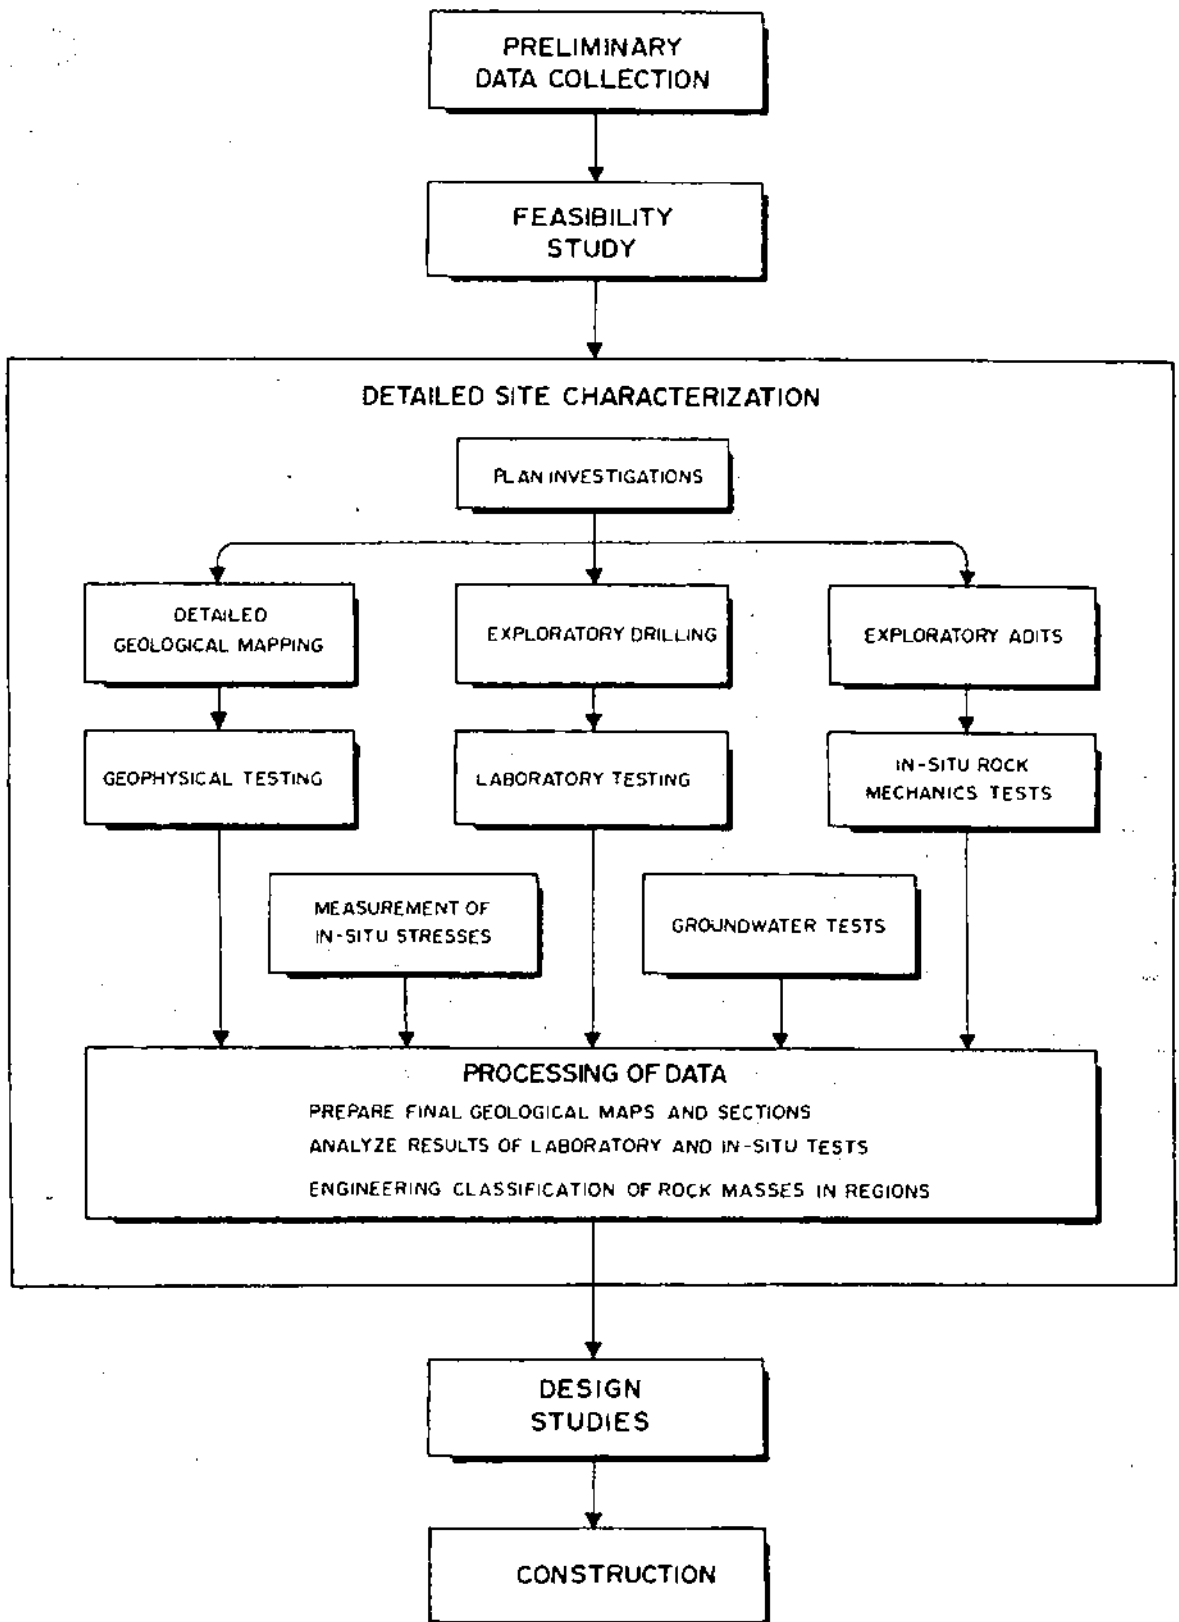 PRELIMINARY
DATA COLLECTION
FEASIBILITY
STUDY
DETAILED SITE CHARACTERIZATION
PLAN INVESTIGATIONS
DETAILED
GEOLOGICAL MAPPING
EXPLORATORY DRILLING
EXPLORATORY ADITS
GEOPHYSICAL TESTING
LABORATORY TESTING
IN-SITU ROCK
MECHANICS TESTS
MEASUREMENT OF
IN-SITU STRESSES
GROUNDWATER TESTS
PROCESSING OF DATA
PREPARE FINAL GEOLOGICAL MAPS AND SECTIONS
ANALYZE RESULTS OF LABORATORY AND IN-SITU TESTS
ENGINEERING CLASSIFICATION OF ROCK MASSES IN REGIONS
DESIGN
STUDIES
CONSTRUCTION